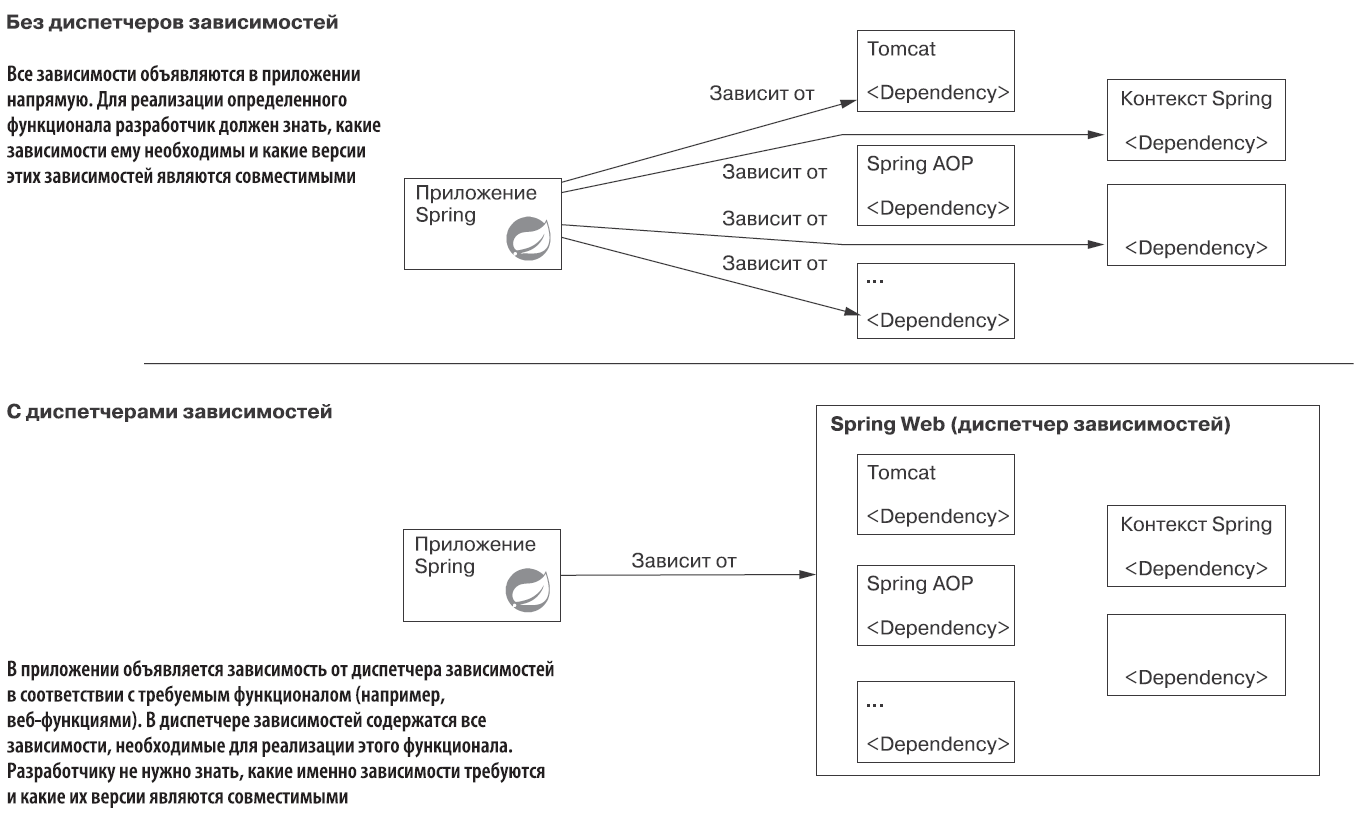 Без диспетчеров зависимостей
Все зависимости объявляются в приложении
напрямую. Для реализации определенного
функционала разработчик должен знать, какие
зависимости ему необходимы и какие версии
этих зависимостей являются совместимыми
Приложение
Spring
Зависит от
Зависит от
Зависит от
Зависит от
Tomcat
<Dependency>
Spring AOP
<Dependency>
...
<Dependency>
Контекст Spring
<Dependency>
<Dependency>
С диспетчерами зависимостей
Приложение
Spring
Зависит от
Spring Web (диспетчер зависимостей)
Tomcat
<Dependency>
Spring AOP
<Dependency>
...
<Dependency>
Контекст Spring
<Dependency>
<Dependency>
В приложении объявляется зависимость от диспетчера зависимостей
в соответствии с требуемым функционалом (например,
веб-функциями). В диспетчере зависимостей содержатся все
зависимости, необходимые для реализации этого функционала.
Разработчику не нужно знать, какие именно зависимости требуются
и какие их версии являются совместимыми